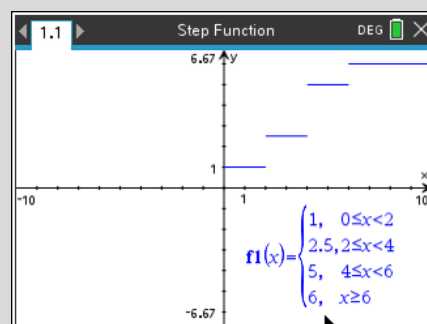 1.1 Step Function DEG
6.67 y
1
x
-10 1 10
f1(x)= 1, 0≤x<2
2.5, 2≤x<4
5, 4≤x<6
6, x≥6
-6.67